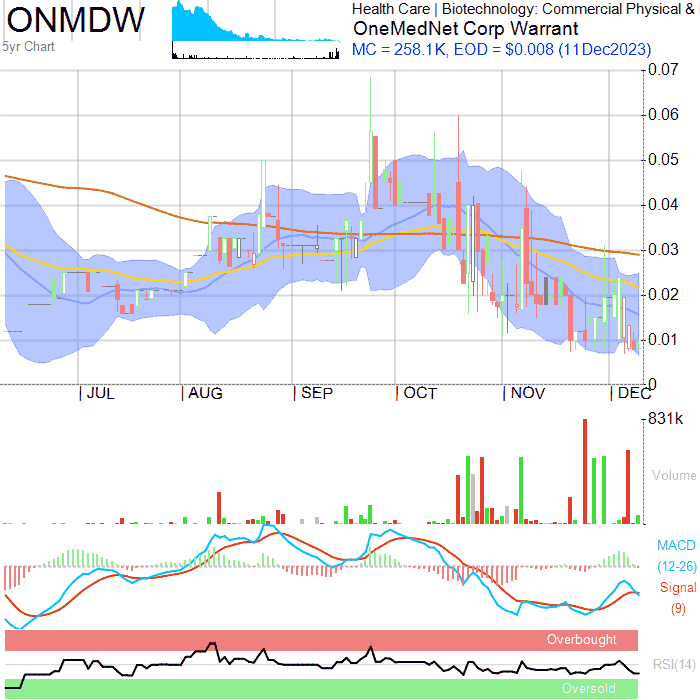 ONMDW
5yr Chart
Health Care | Biotechnology: Commercial Physical &
OneMedNet Corp Warrant
MC = 258.1K, EOD = $0.008 (11Dec2023)
0.07
0.06
0.05
0.04
0.03
0.02
0.01
0
JUL AUG SEP OCT NOV DEC
831k
Volume
MACD
(12-26)
Signal
(9)
Overbought
RSI(14)
Oversold